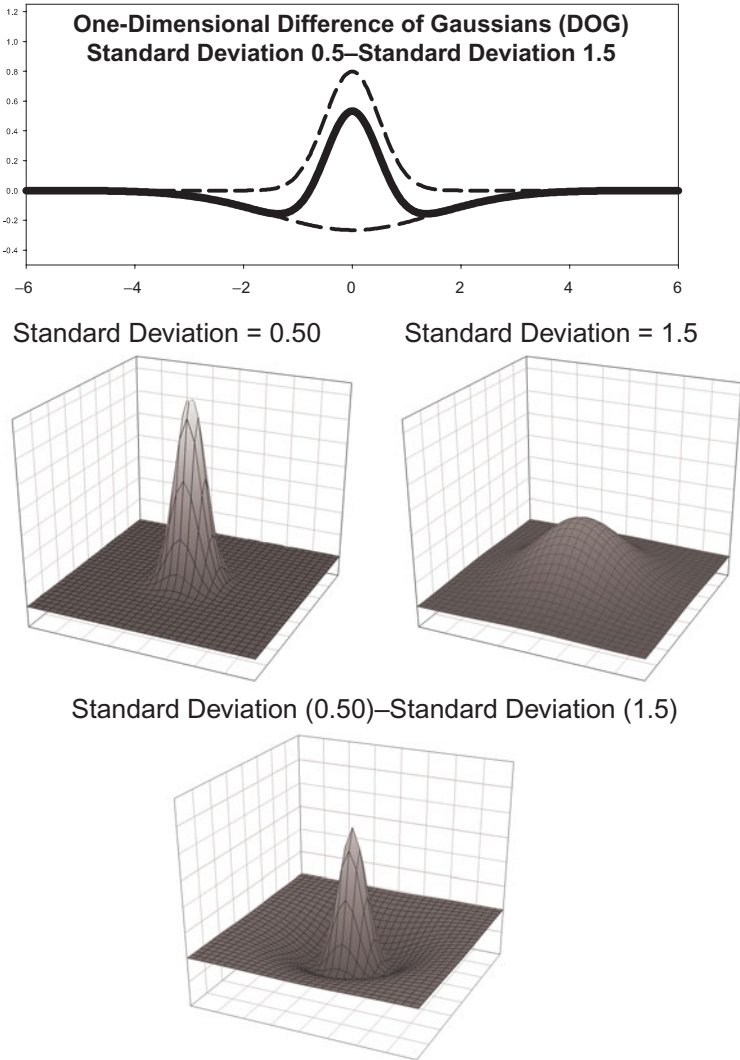 One-Dimensional Difference of Gaussians (DOG)
Standard Deviation 0.5–Standard Deviation 1.5
1.2
1.0
0.8
0.6
0.4
0.2
0.0
–0.2
–0.4
–6 –4 –2 0 2 4 6
Standard Deviation = 0.50
Standard Deviation = 1.5
Standard Deviation (0.50)–Standard Deviation (1.5)